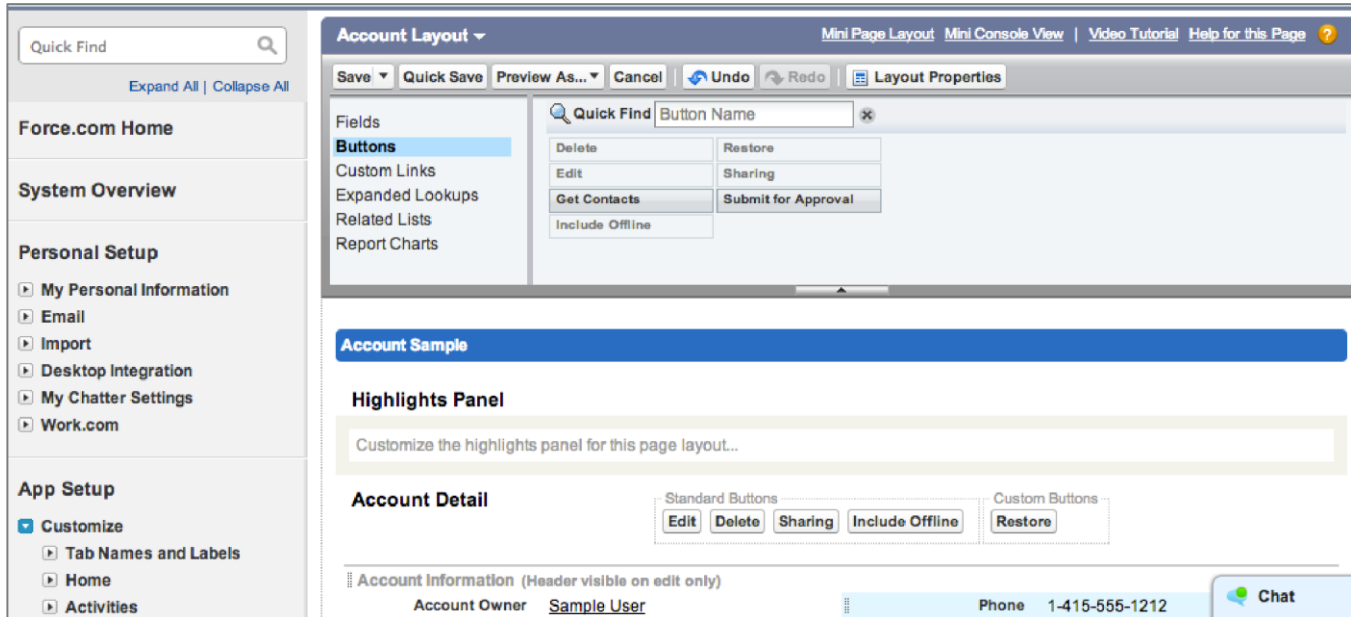 Quick Find
Expand All | Collapse All
Force.com Home
System Overview
Personal Setup
My Personal Information
Email
Import
Desktop Integration
My Chatter Settings
Work.com
App Setup
Customize
Tab Names and Labels
Home
Activities
Account Layout
Mini Page Layout Mini Console View | Video Tutorial Help for this Page ?
Save Quick Save Preview As... Cancel Undo Redo Layout Properties
Fields
Buttons
Custom Links
Expanded Lookups
Related Lists
Report Charts
Quick Find Button Name
Delete Restore
Edit Sharing
Get Contacts Submit for Approval
Include Offline
Account Sample
Highlights Panel
Customize the highlights panel for this page layout...
Account Detail
Standard Buttons Custom Buttons
Edit Delete Sharing Include Offline Restore
Account Information (Header visible on edit only)
Account Owner Sample User Phone 1-415-555-1212
Chat